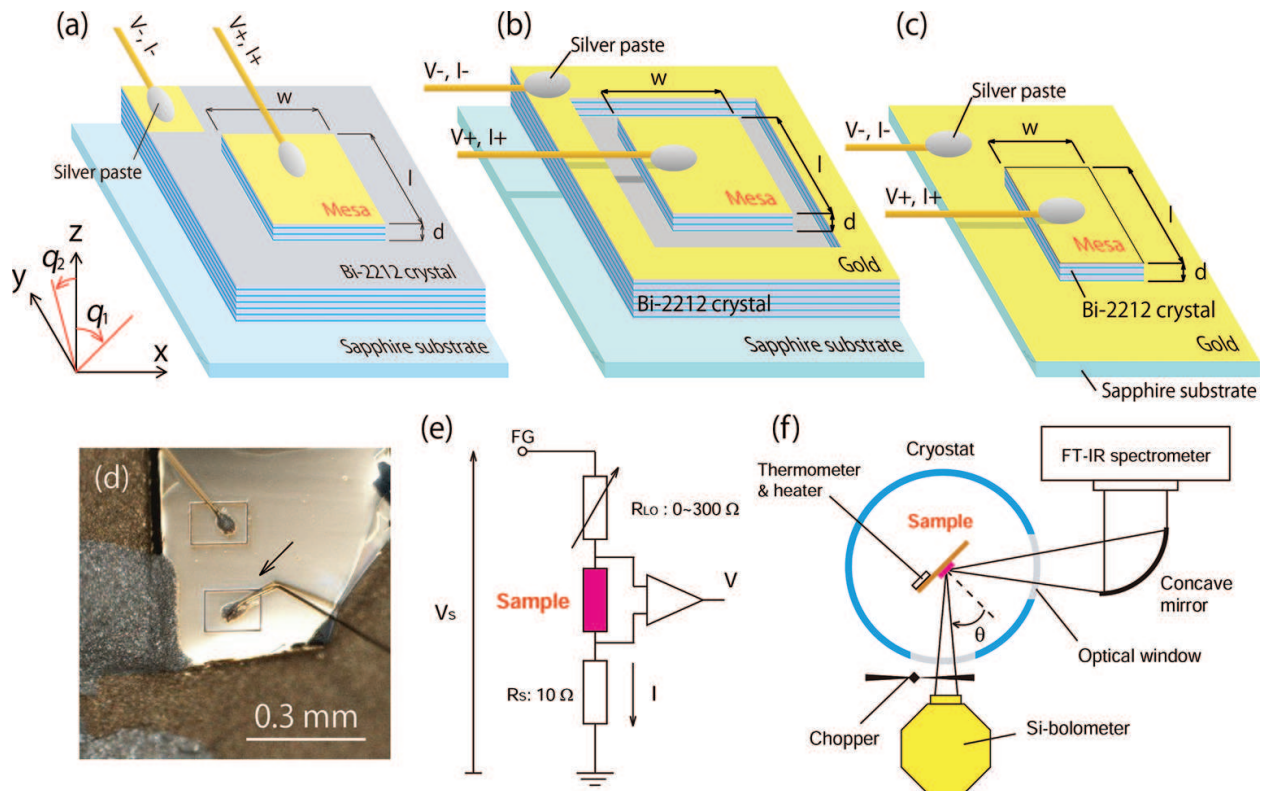 (a)
V-, I-
V+, I+
w
l
Mesa
d
Silver paste
Bi-2212 crystal
Sapphire substrate
z
y
x
q2
q1
(b)
Silver paste
V-, I-
w
V+, I+
l
Mesa
d
Gold
Bi-2212 crystal
Sapphire substrate
(c)
Silver paste
V-, I-
w
V+, I+
l
Mesa
d
Bi-2212 crystal
Gold
Sapphire substrate
(d)
0.3 mm
(e)
FG
RLO : 0~300 Ω
Vs
Sample
V
Rs: 10 Ω
I
(f)
Cryostat
FT-IR spectrometer
Thermometer
& heater
Sample
Concave
mirror
θ
Optical window
Chopper
Si-bolometer